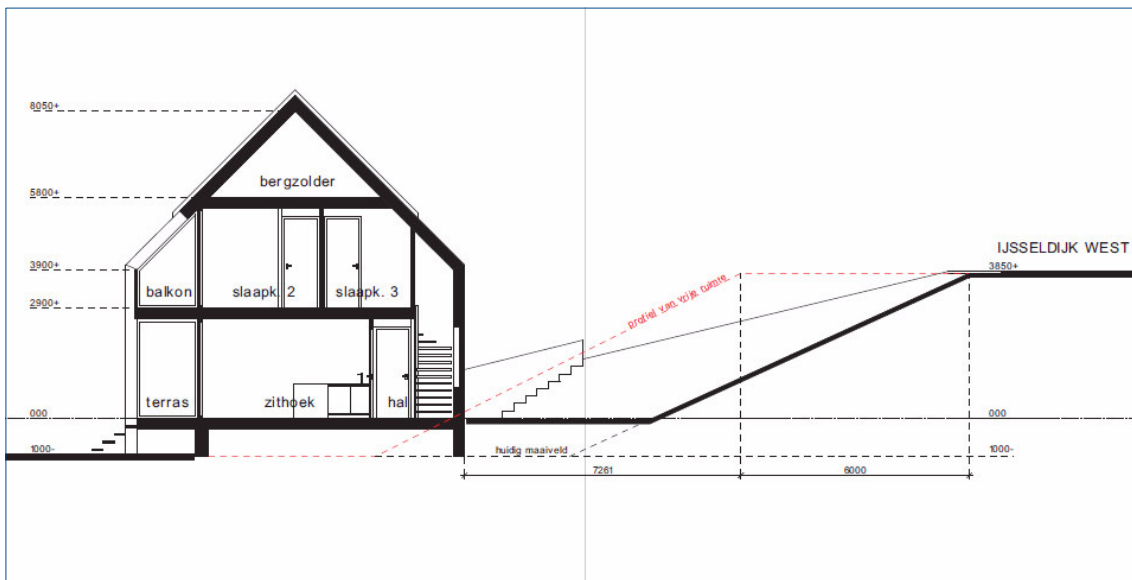 8050+
bergzolder
5800+
IJSSELDIJK WEST
3900+
3850+
balkon
slaapk. 2
slaapk. 3
2900+
profiel van vrije ruimte
terras
zithoek
hal
000
000
1000-
huidig maaiveld
1000-
7261
6000